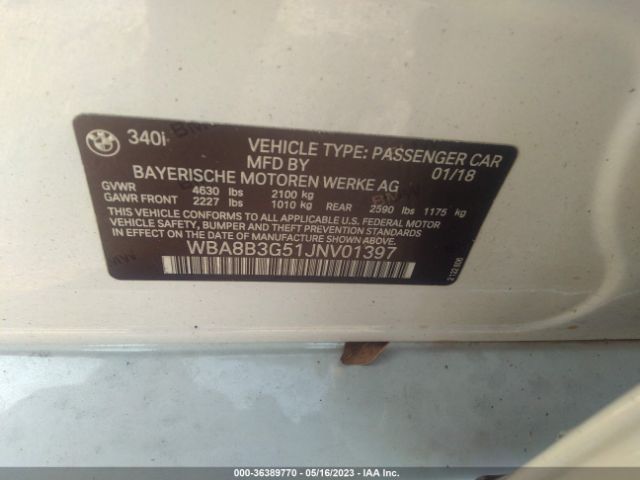 340i
VEHICLE TYPE: PASSENGER CAR
MFD BY 01/18
BAYERISCHE MOTOREN WERKE AG
GVWR 4630 lbs 2100 kg
GAWR FRONT 2227 lbs 1010 kg REAR 2590 lbs 1175 kg
THIS VEHICLE CONFORMS TO ALL APPLICABLE U.S. FEDERAL MOTOR
VEHICLE SAFETY, BUMPER AND THEFT PREVENTION STANDARDS
IN EFFECT ON THE DATE OF MANUFACTURE SHOWN ABOVE.
WBA8B3G51JNV01397
000-36389770 - 05/16/2023 - IAA Inc.